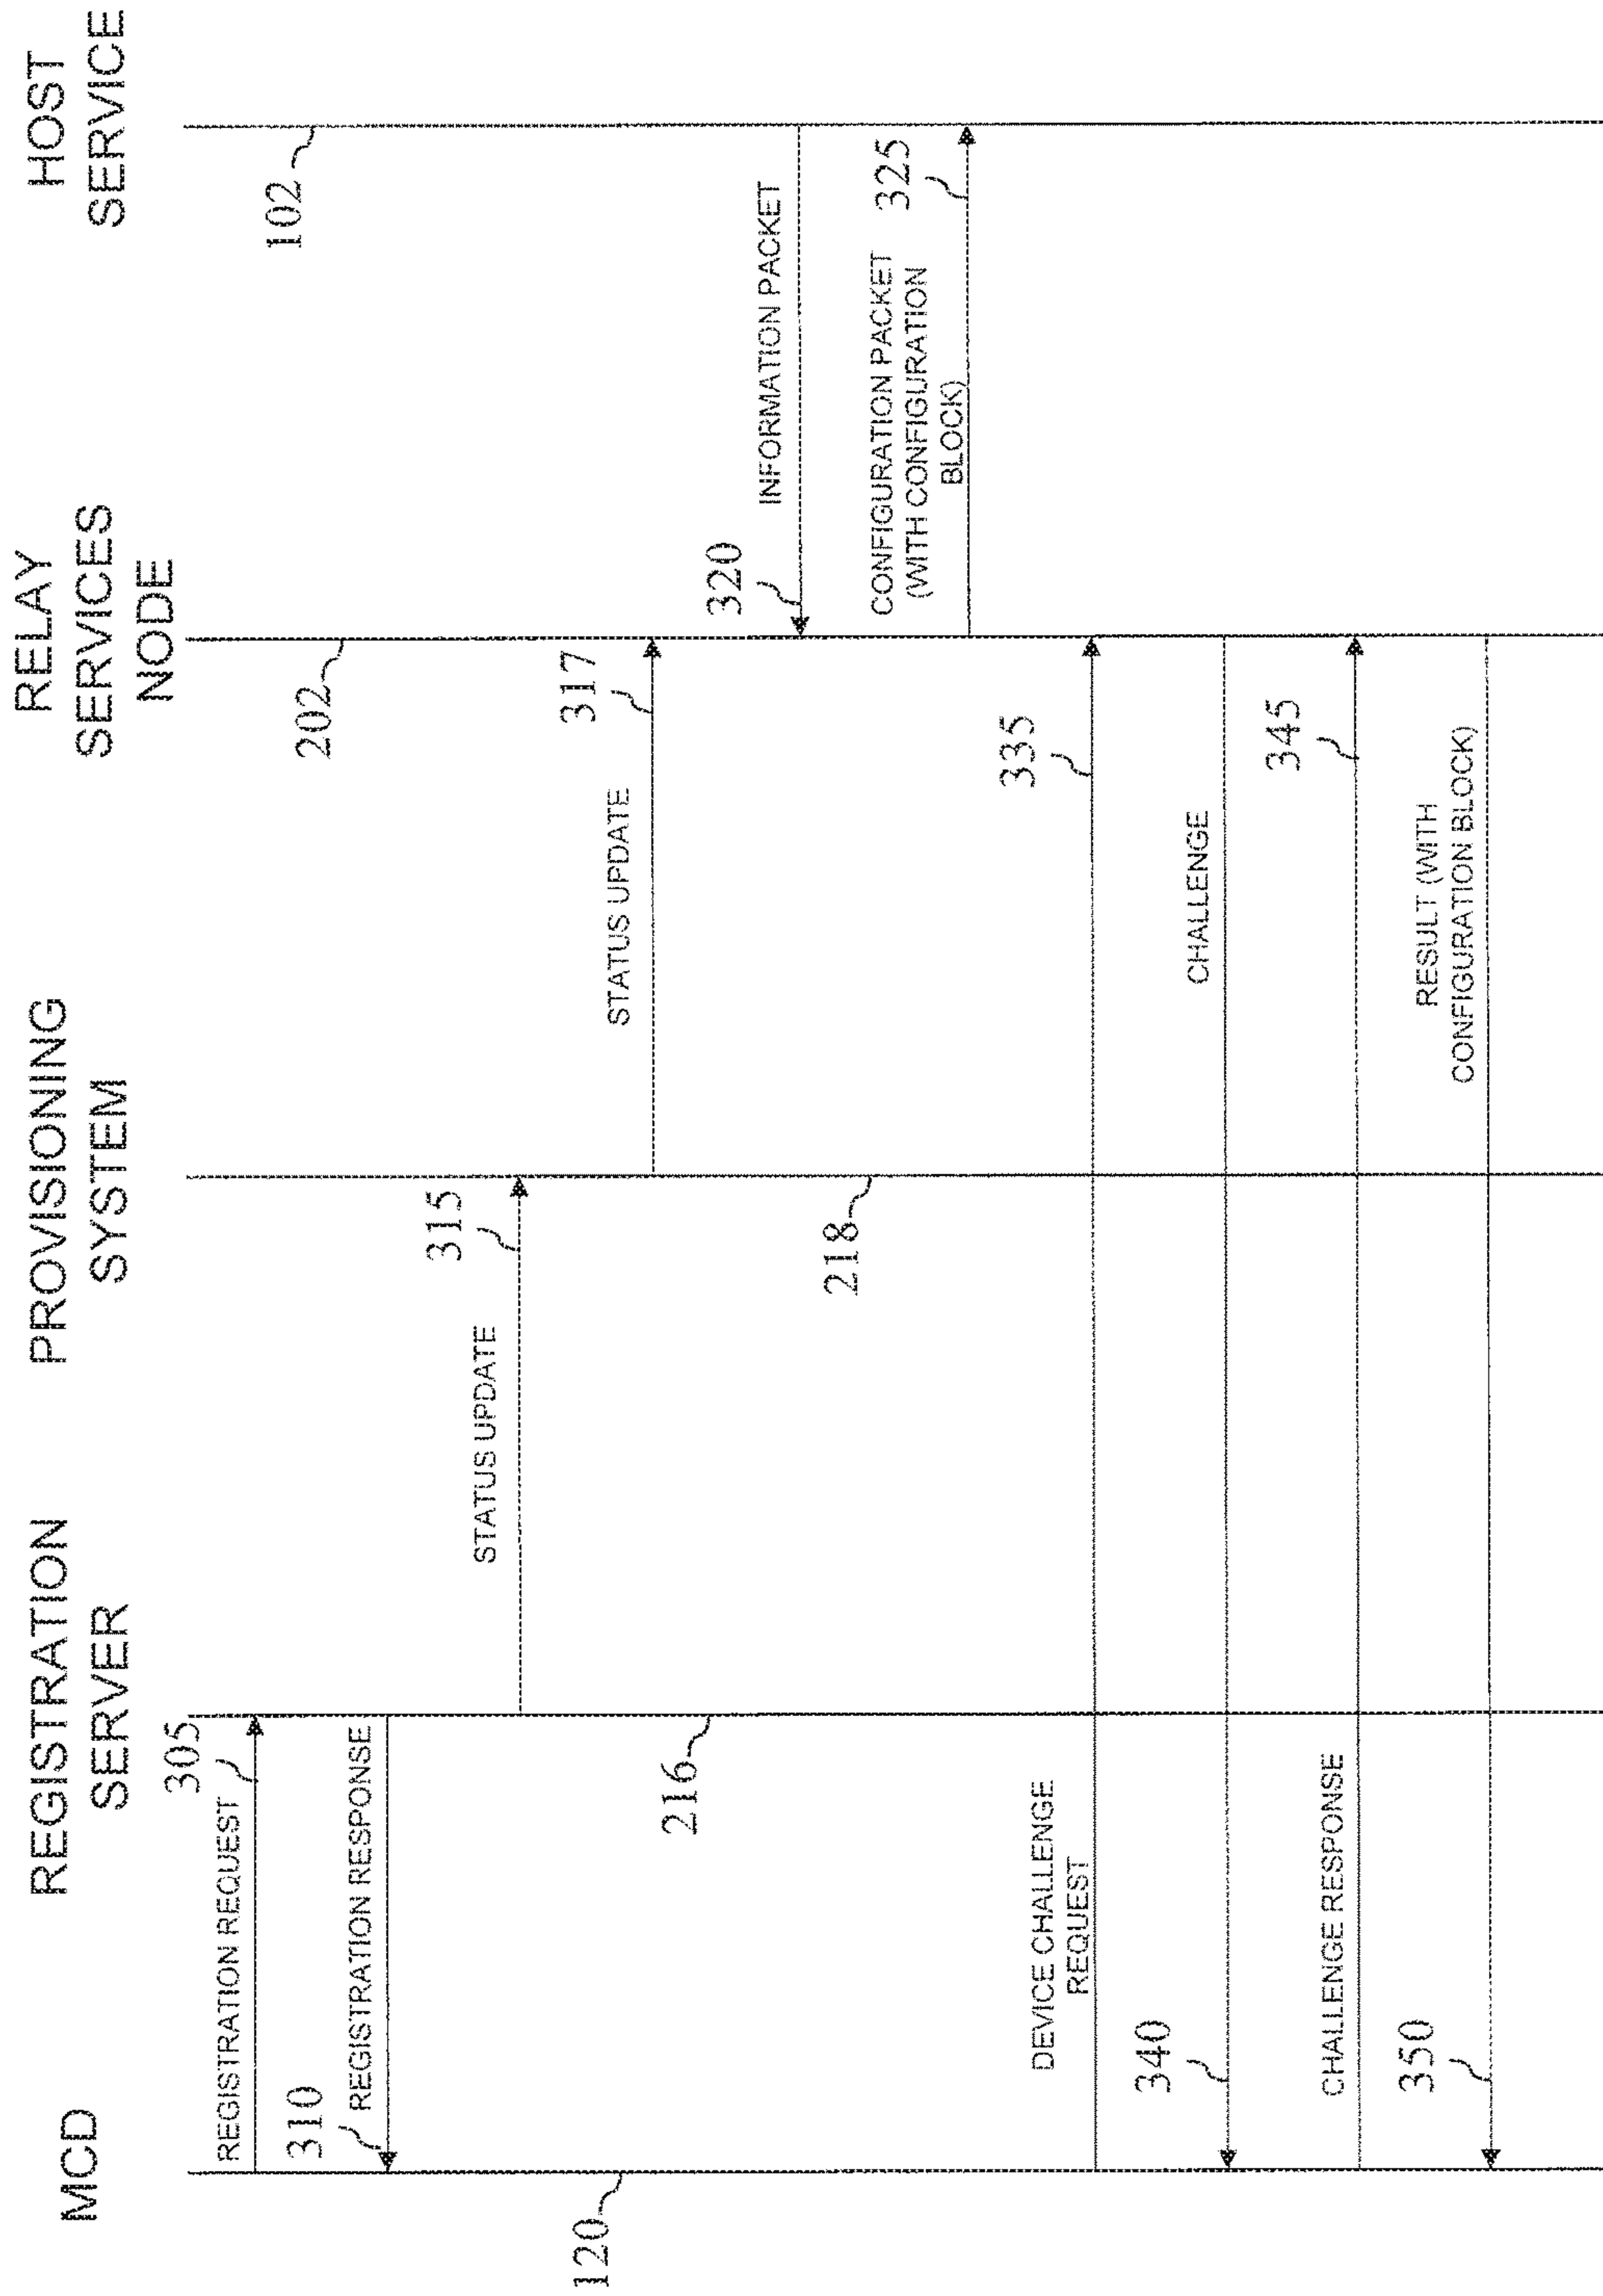 MCD
REGISTRATION
SERVER
PROVISIONING
SYSTEM
RELAY
SERVICES
NODE
HOST
SERVICE
305
REGISTRATION REQUEST
102
202
310
REGISTRATION RESPONSE
315
STATUS UPDATE
120
317
STATUS UPDATE
216
320
INFORMATION PACKET
218
CONFIGURATION PACKET
(WITH CONFIGURATION
BLOCK)
325
DEVICE CHALLENGE
REQUEST
335
340
CHALLENGE
CHALLENGE RESPONSE
345
350
RESULT (WITH
CONFIGURATION BLOCK)